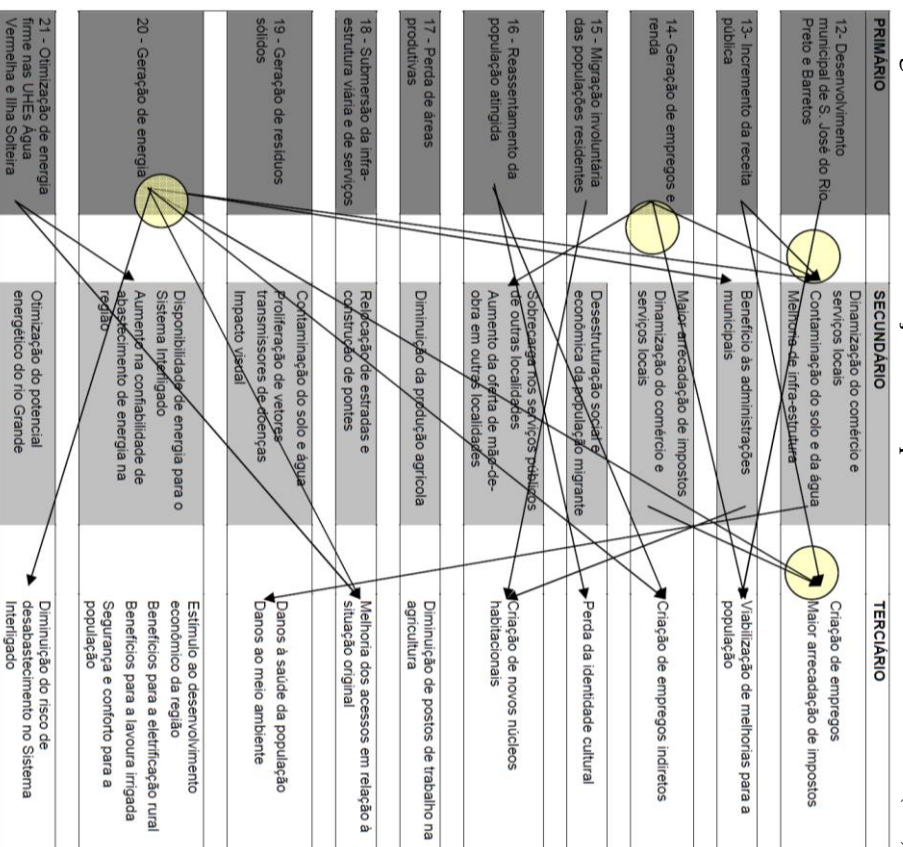 PRIMÁRIO
SECUNDÁRIO
TERCIÁRIO
12- Desenvolvimento
municipal de S. José do Rio
Preto e Barretos
Dinamização do comércio e
serviços locais
Contaminação do solo e da água
Melhoria de infra-estrutura
Criação de empregos
Maior arrecadação de impostos
13- Incremento da receita
pública
Benefício às administrações
municipais
Viabilização de melhorias para a
população
14- Geração de empregos e
renda
Maior arrecadação de impostos
Dinamização do comércio e
serviços locais
Criação de empregos indiretos
15 - Migração involuntária
das populações residentes
Desestruturação social e
econômica da população migrante
Perda da identidade cultural
16 - Reassentamento da
população atingida
Sobrecarga nos serviços públicos
de outras localidades
Aumento da oferta de mão-de-
obra em outras localidades
Criação de novos núcleos
habitacionais
17 - Perda de áreas
produtivas
Diminuição da produção agrícola
Diminuição de postos de trabalho na
agricultura
18 - Submersão da infra-
estrutura viária e de serviços
Relocação de estradas e
construção de pontes
Melhoria dos acessos em relação à
situação original
19 - Geração de resíduos
sólidos
Contaminação do solo e água
Proliferação de vetores
transmissores de doenças
Impacto visual
Danos à saúde da população
Danos ao meio ambiente
20 - Geração de energia
Disponibilidade de energia para o
Sistema Interligado
Aumento na confiabilidade de
abastecimento de energia na
região
Estímulo ao desenvolvimento
econômico da região
Benefícios para a eletrificação rural
Benefícios para a lavoura irrigada
Segurança e conforto para a
população
21 - Otimização de energia
firme nas UHEs Água
Vermelha e Ilha Solteira
Otimização do potencial
energético do rio Grande
Diminuição do risco de
desabastecimento no Sistema
Interligado